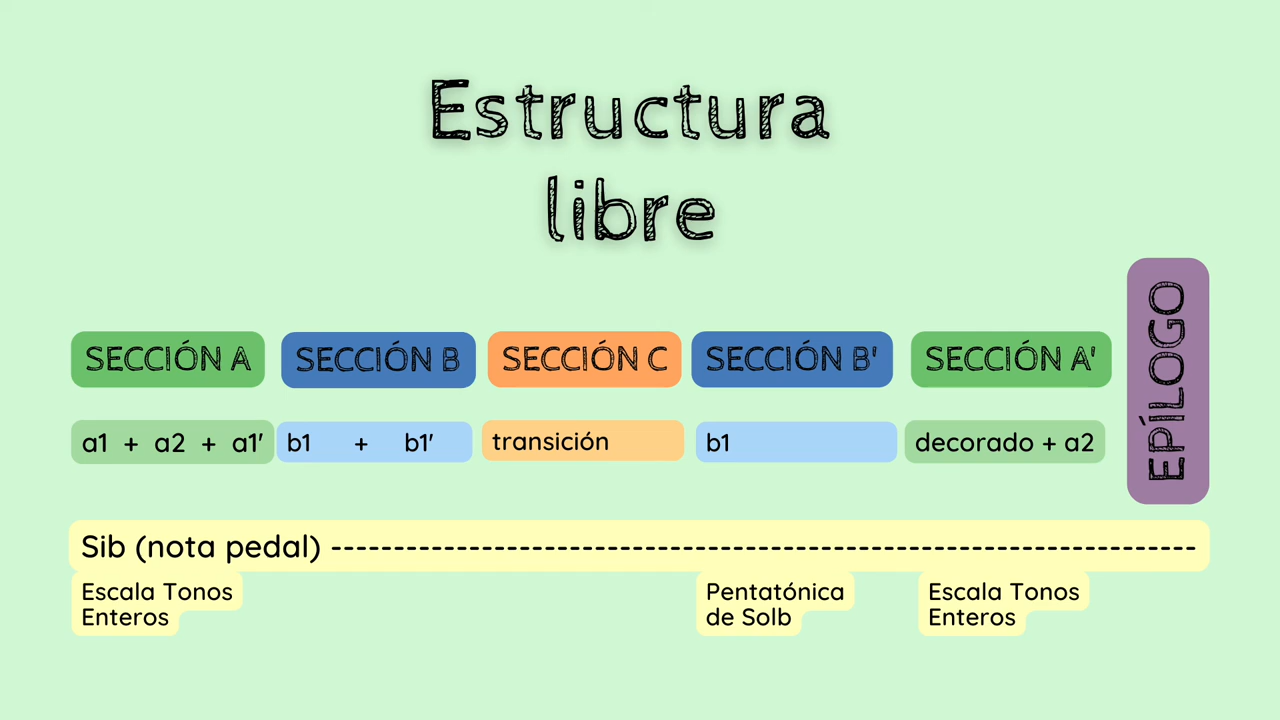 Estructura
libre
SECCIÓN A
SECCIÓN B
SECCIÓN C
SECCIÓN B'
SECCIÓN A'
EPÍLOGO
a1 + a2 + a1'
b1 + b1'
transición
b1
decorado + a2
Sib (nota pedal) ---------------------------------------------------------------------
Escala Tonos
Enteros
Pentatónica
de Solb
Escala Tonos
Enteros